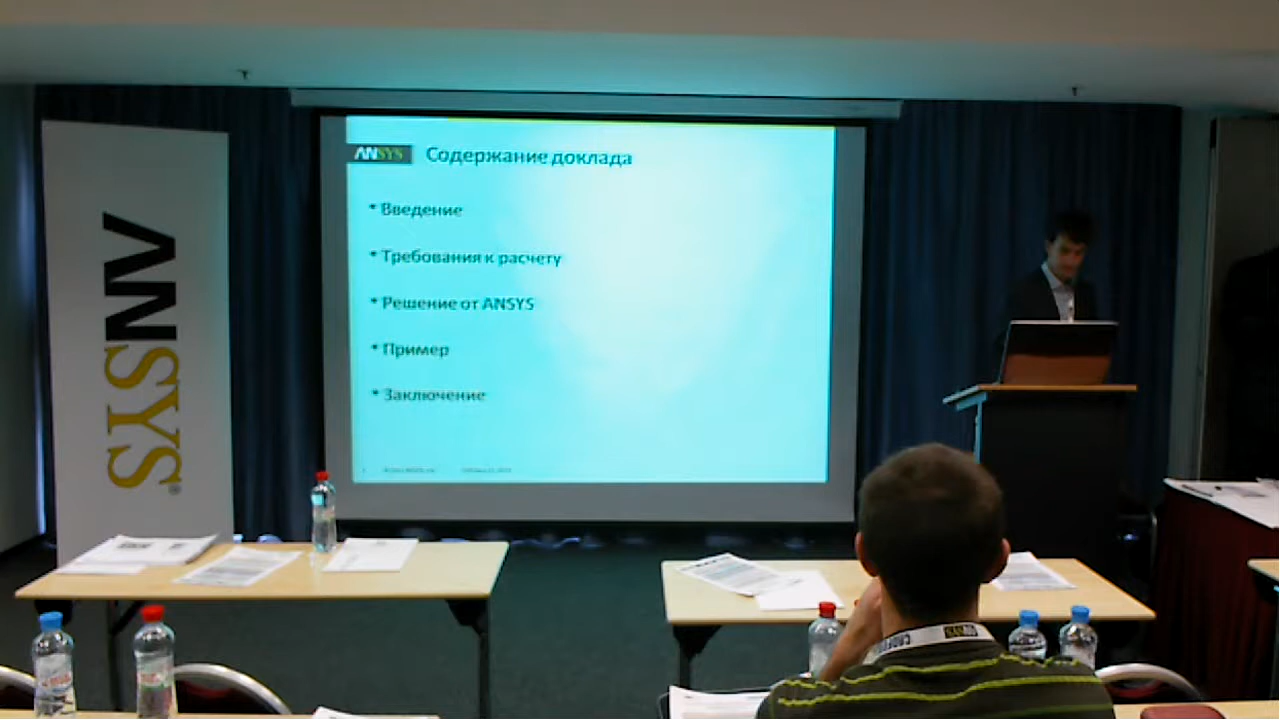 ANSYS
ANSYS
Содержание доклада
* Введение
* Требования к расчету
* Решение от ANSYS
* Пример
* Заключение